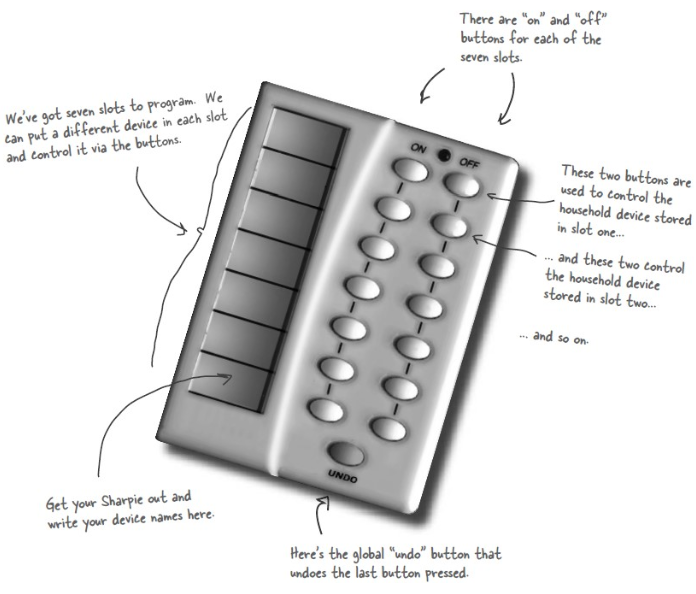 There are “on” and “off”
buttons for each of the
seven slots.
We've got seven slots to program.  We
can put a different device in each slot
and control it via the buttons.
ON
OFF
These two buttons are
used to control the
household device stored
in slot one...
... and these two control
the household device
stored in slot two...
... and so on.
Get your Sharpie out and
write your device names here.
UNDO
Here's the global “undo” button that
undoes the last button pressed.